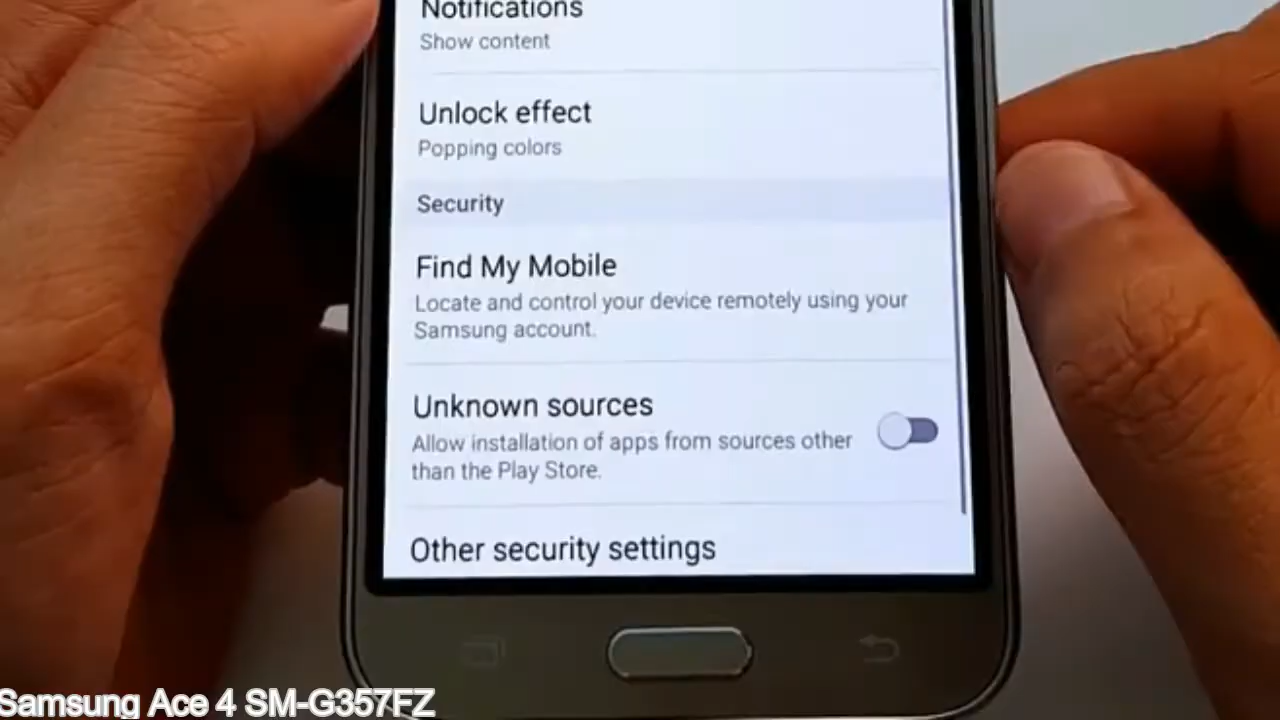 Notifications
Show content
Unlock effect
Popping colors
Security
Find My Mobile
Locate and control your device remotely using your
Samsung account.
Unknown sources
Allow installation of apps from sources other
than the Play Store.
Other security settings
Samsung Ace 4 SM-G357FZ